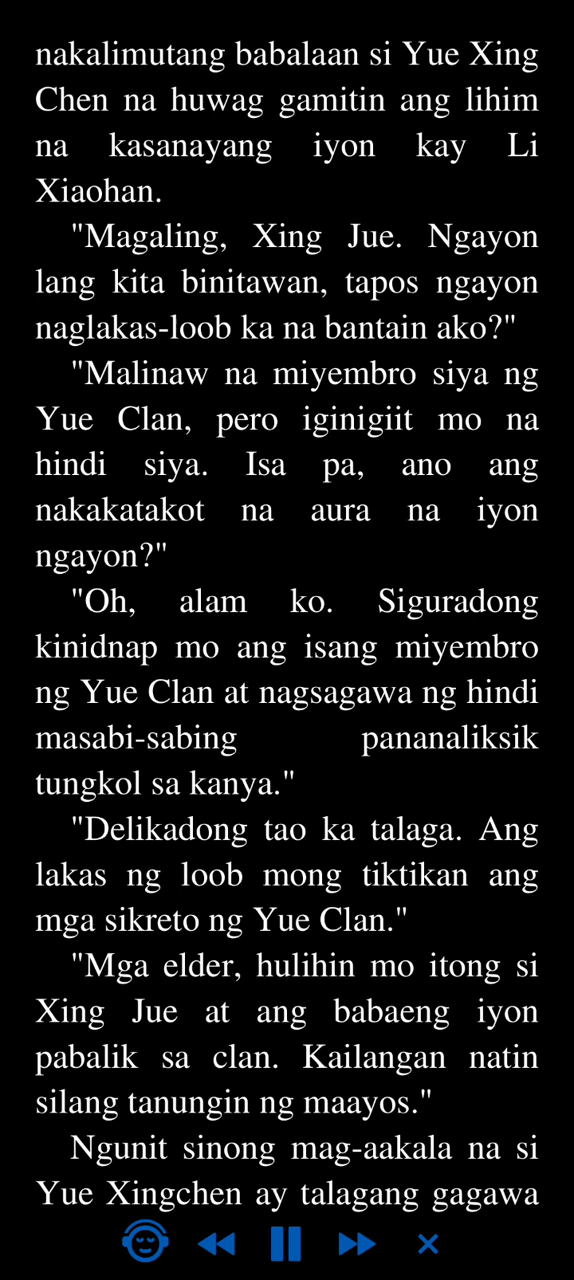 nakalimutang babalaan si Yue Xing
Chen na huwag gamitin ang lihim
na kasanayang iyon kay Li
Xiaohan.
"Magaling, Xing Jue. Ngayon
lang kita binitawan, tapos ngayon
naglakas-loob ka na bantain ako?"
"Malinaw na miyembro siya ng
Yue Clan, pero iginigiit mo na
hindi siya. Isa pa, ano ang
nakakatakot na aura na iyon
ngayon?"
"Oh, alam ko. Siguradong
kinidnap mo ang isang miyembro
ng Yue Clan at nagsagawa ng hindi
masabi-sabing pananaliksik
tungkol sa kanya."
"Delikadong tao ka talaga. Ang
lakas ng loob mong tiktikan ang
mga sikreto ng Yue Clan."
"Mga elder, hulihin mo itong si
Xing Jue at ang babaeng iyon
pabalik sa clan. Kailangan natin
silang tanungin ng maayos."
Ngunit sinong mag-aakala na si
Yue Xingchen ay talagang gagawa